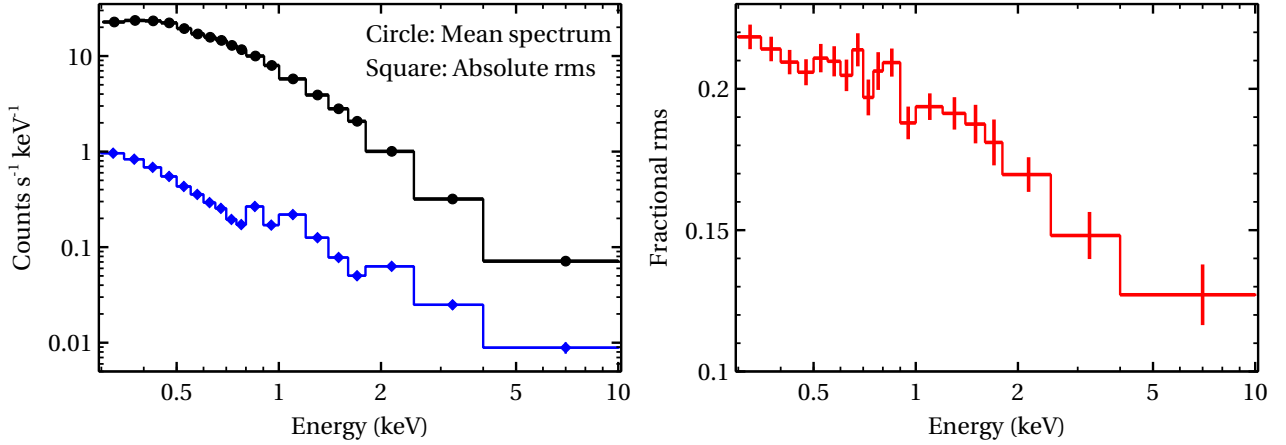 Circle: Mean spectrum
Square: Absolute rms
Counts s⁻¹ keV⁻¹
10
1
0.1
0.01
0.5
1
2
5
10
Energy (keV)
Fractional rms
0.2
0.15
0.1
0.5
1
2
5
10
Energy (keV)